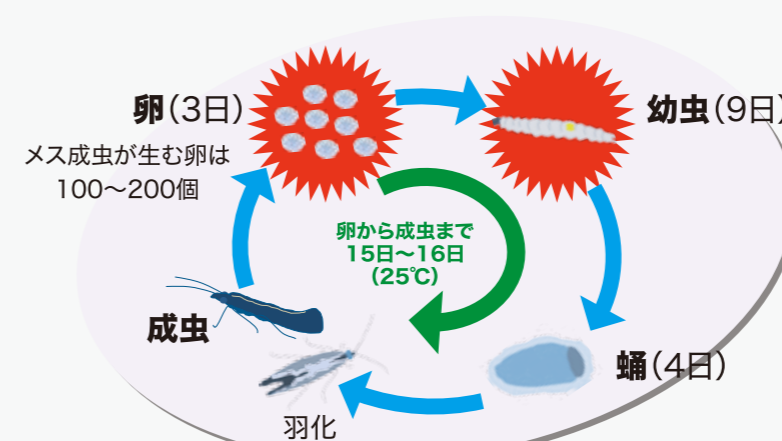 卵(3日)
幼虫(9日)
メス成虫が生む卵は
100〜200個
卵から成虫まで
15日〜16日
(25℃)
成虫
蛹(4日)
羽化